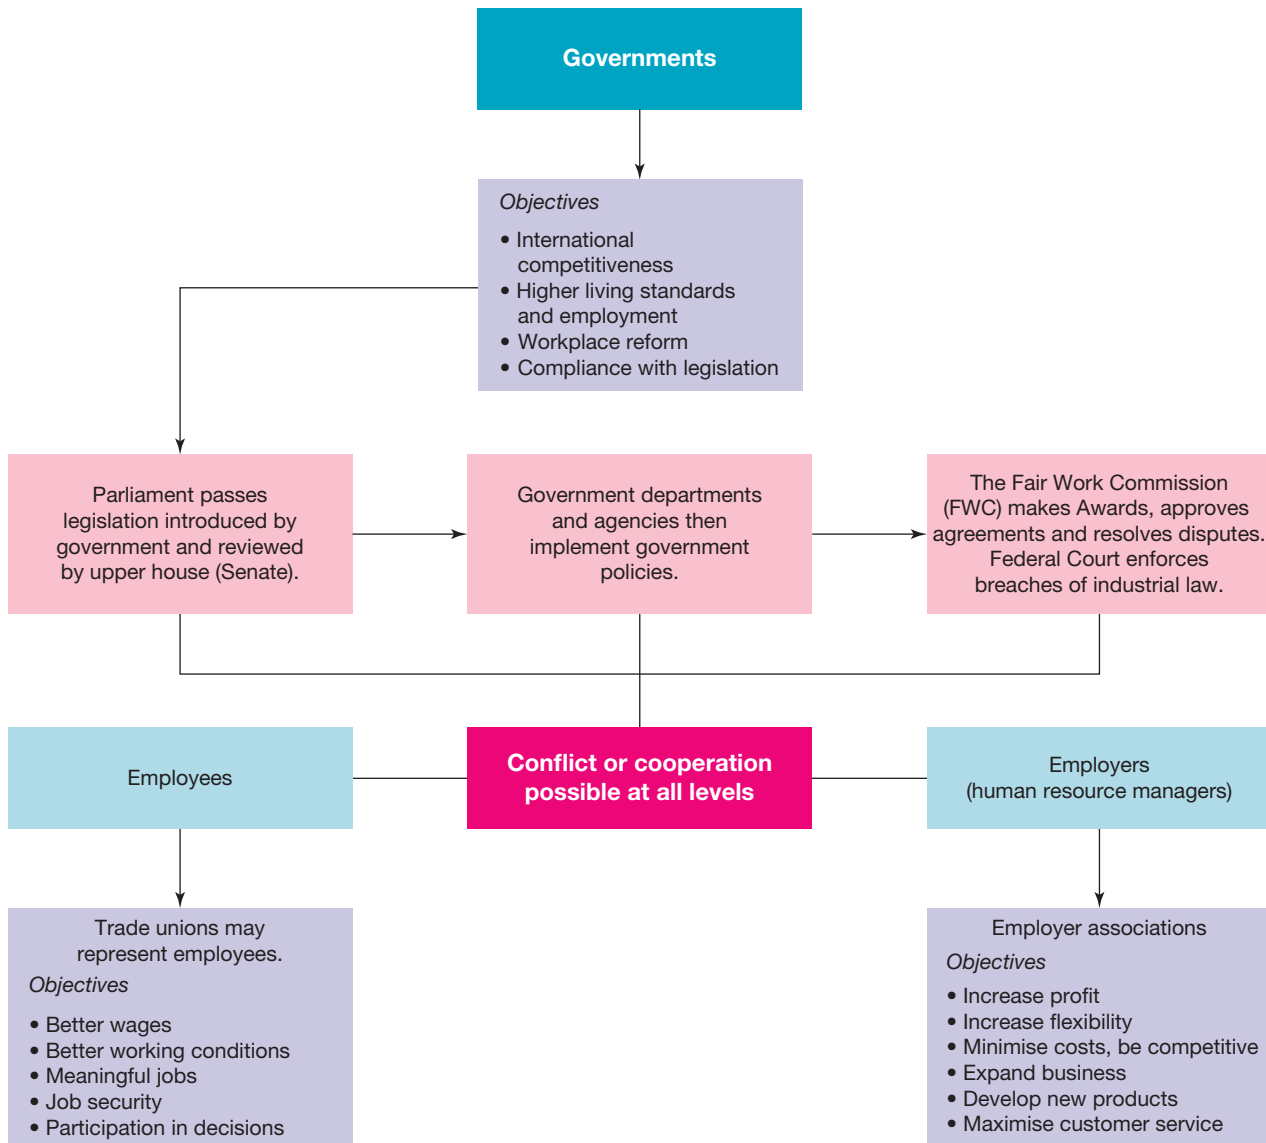 Governments
Objectives
• International
competitiveness
• Higher living standards
and employment
• Workplace reform
• Compliance with legislation
Parliament passes
legislation introduced by
government and reviewed
by upper house (Senate).
Government departments
and agencies then
implement government
policies.
The Fair Work Commission
(FWC) makes Awards, approves
agreements and resolves disputes.
Federal Court enforces
breaches of industrial law.
Employees
Conflict or cooperation
possible at all levels
Employers
(human resource managers)
Trade unions may
represent employees.
Objectives
• Better wages
• Better working conditions
• Meaningful jobs
• Job security
• Participation in decisions
Employer associations
Objectives
• Increase profit
• Increase flexibility
• Minimise costs, be competitive
• Expand business
• Develop new products
• Maximise customer service